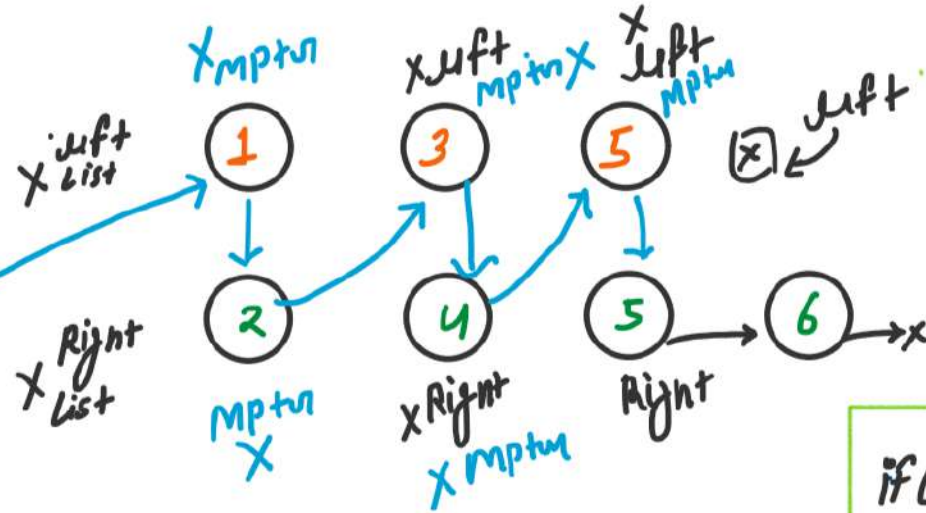 X mptr
X left
mptr X
X
left
mptr
left
X left
List
1
3
5
X
2
4
5
6
X
X Right
List
mptr
X
X Right
X mptr
Right
if(